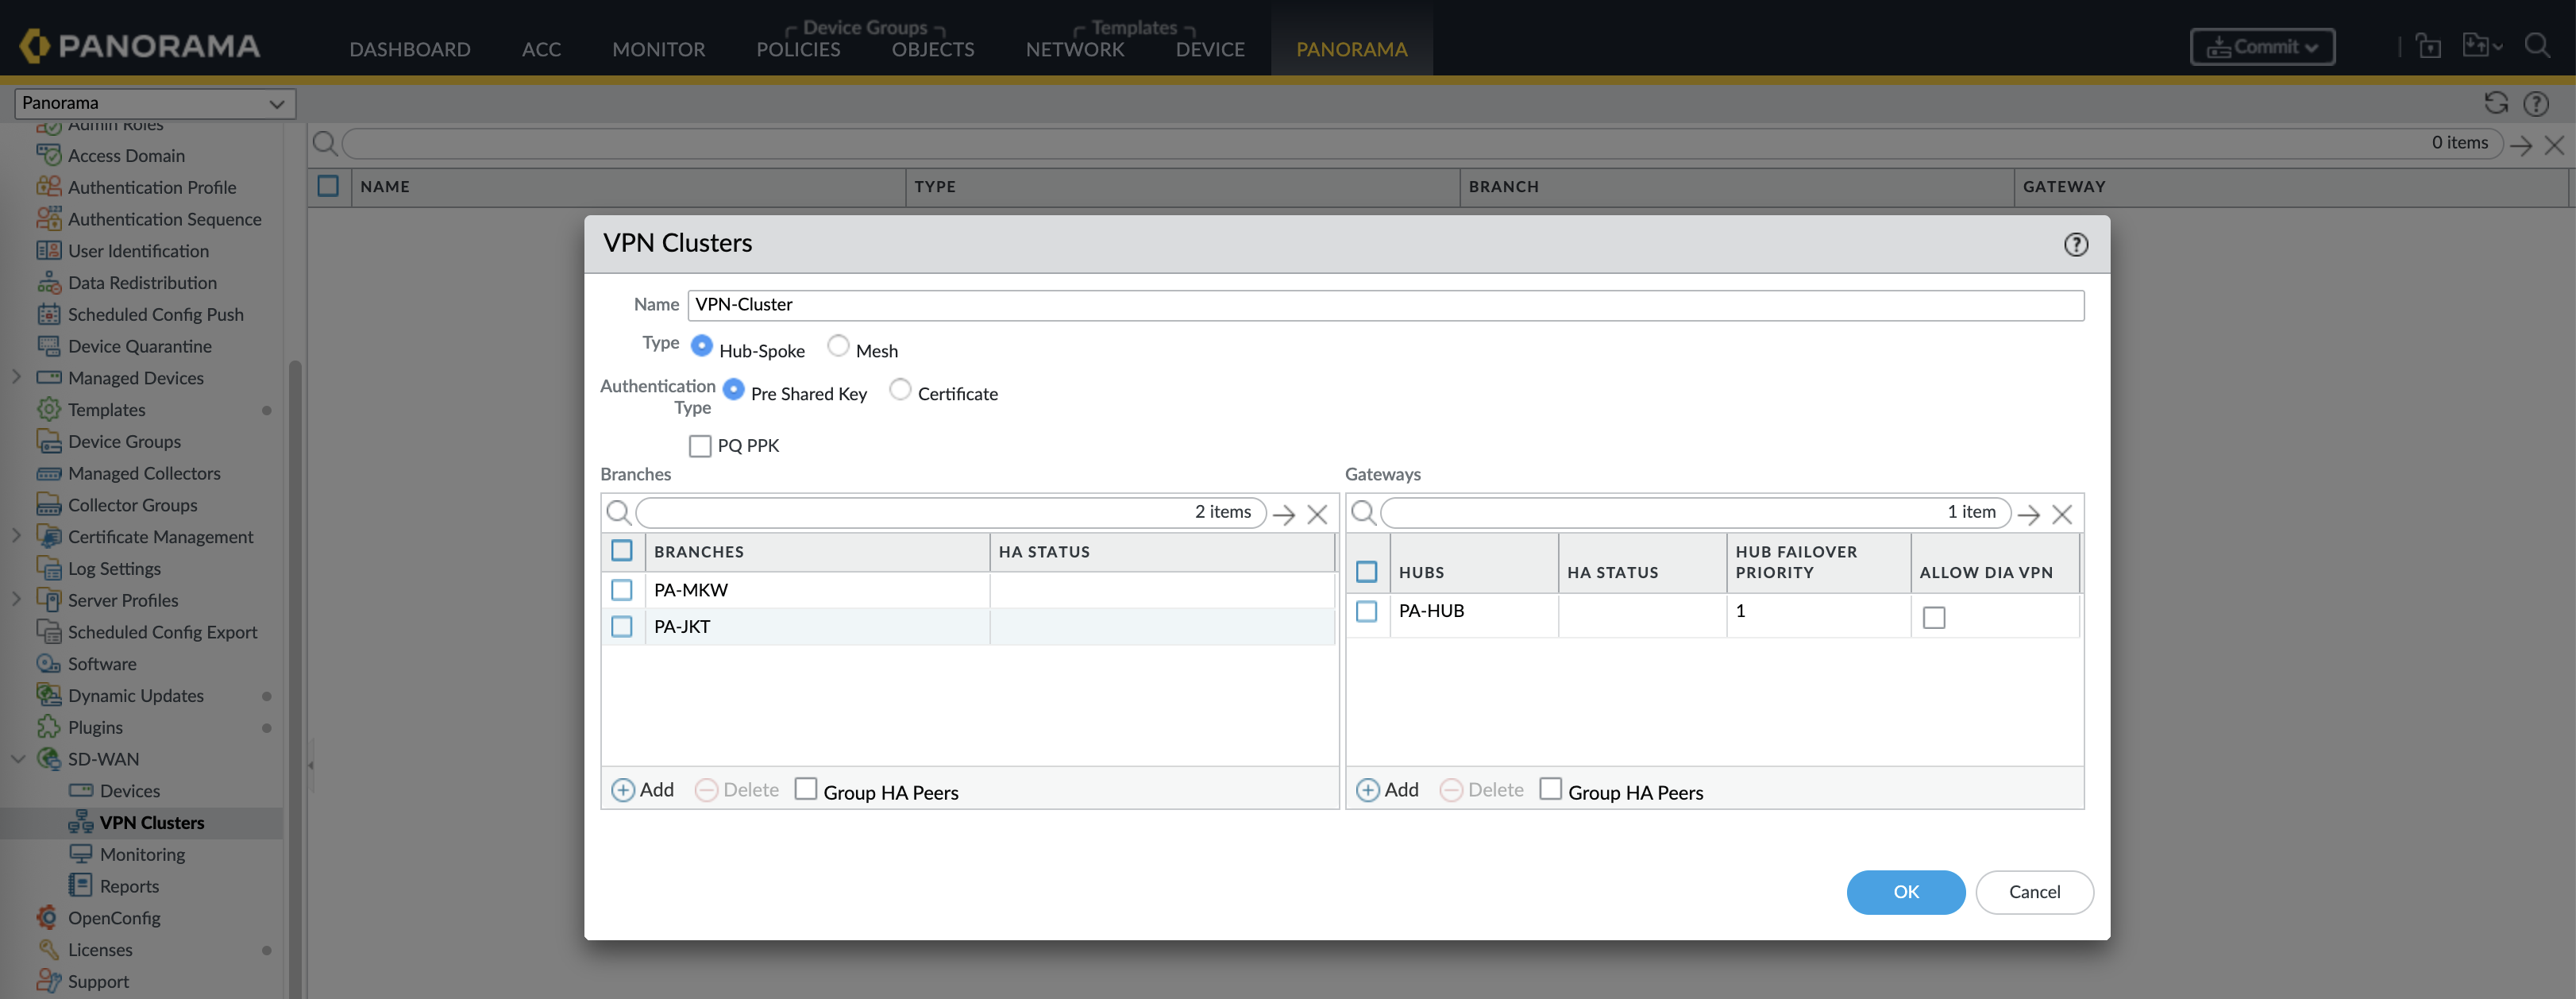 PANORAMA
DASHBOARD
ACC
MONITOR
Device Groups
POLICIES
OBJECTS
Templates
NETWORK
DEVICE
PANORAMA
Commit
Panorama
Admin Roles
Access Domain
Authentication Profile
Authentication Sequence
User Identification
Data Redistribution
Scheduled Config Push
Device Quarantine
Managed Devices
Templates
Device Groups
Managed Collectors
Collector Groups
Certificate Management
Log Settings
Server Profiles
Scheduled Config Export
Software
Dynamic Updates
Plugins
SD-WAN
Devices
VPN Clusters
Monitoring
Reports
OpenConfig
Licenses
Support
0 items
NAME
TYPE
BRANCH
GATEWAY
VPN Clusters
Name VPN-Cluster
Type Hub-Spoke Mesh
Authentication Type Pre Shared Key Certificate
PQ PPK
Branches
2 items
BRANCHES HA STATUS
PA-MKW
PA-JKT
Add Delete Group HA Peers
Gateways
1 item
HUBS HA STATUS HUB FAILOVER PRIORITY ALLOW DIA VPN
PA-HUB 1
Add Delete Group HA Peers
OK Cancel